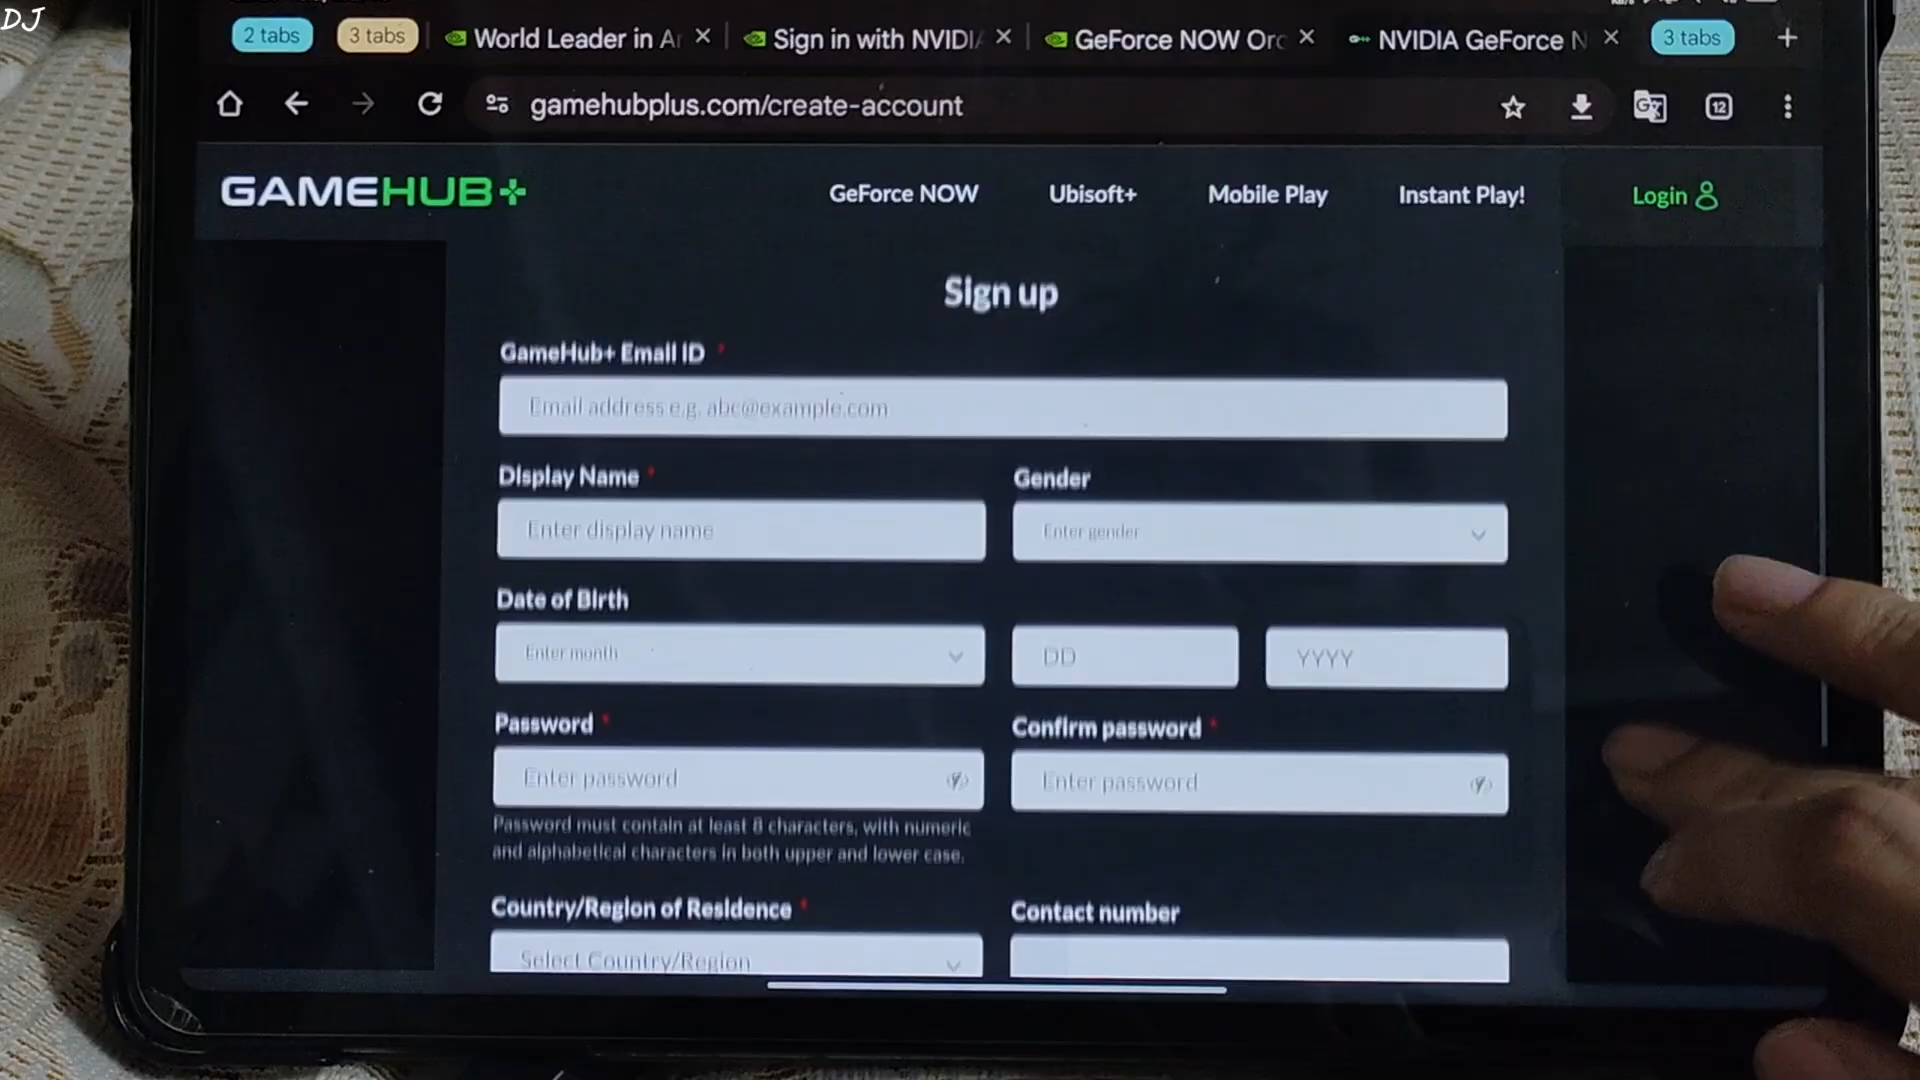 DJ
2 tabs
3 tabs
World Leader in Ar
Sign in with NVIDIA
GeForce NOW Orc
NVIDIA GeForce N
3 tabs
gamehubplus.com/create-account
12
GAMEHUB+
GeForce NOW
Ubisoft+
Mobile Play
Instant Play!
Login
Sign up
GameHub+ Email ID *
Email address e.g. abc@example.com
Display Name *
Gender
Enter display name
Enter gender
Date of Birth
Enter month
DD
YYYY
Password *
Confirm password *
Enter password
Enter password
Password must contain at least 8 characters, with numeric
and alphabetical characters in both upper and lower case.
Country/Region of Residence *
Contact number
Select Country/Region